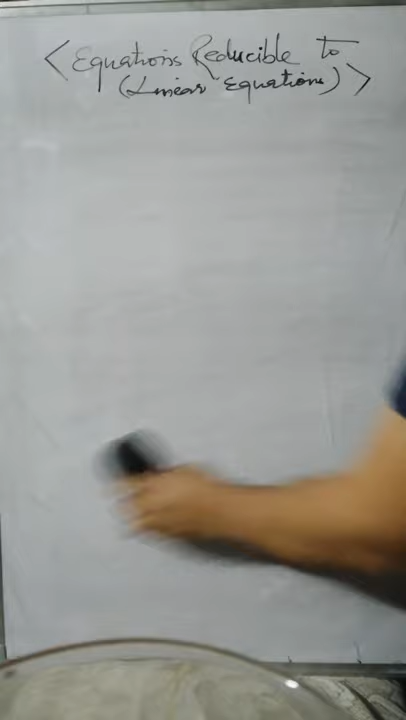 < Equations Reducible to
(Linear Equations) >